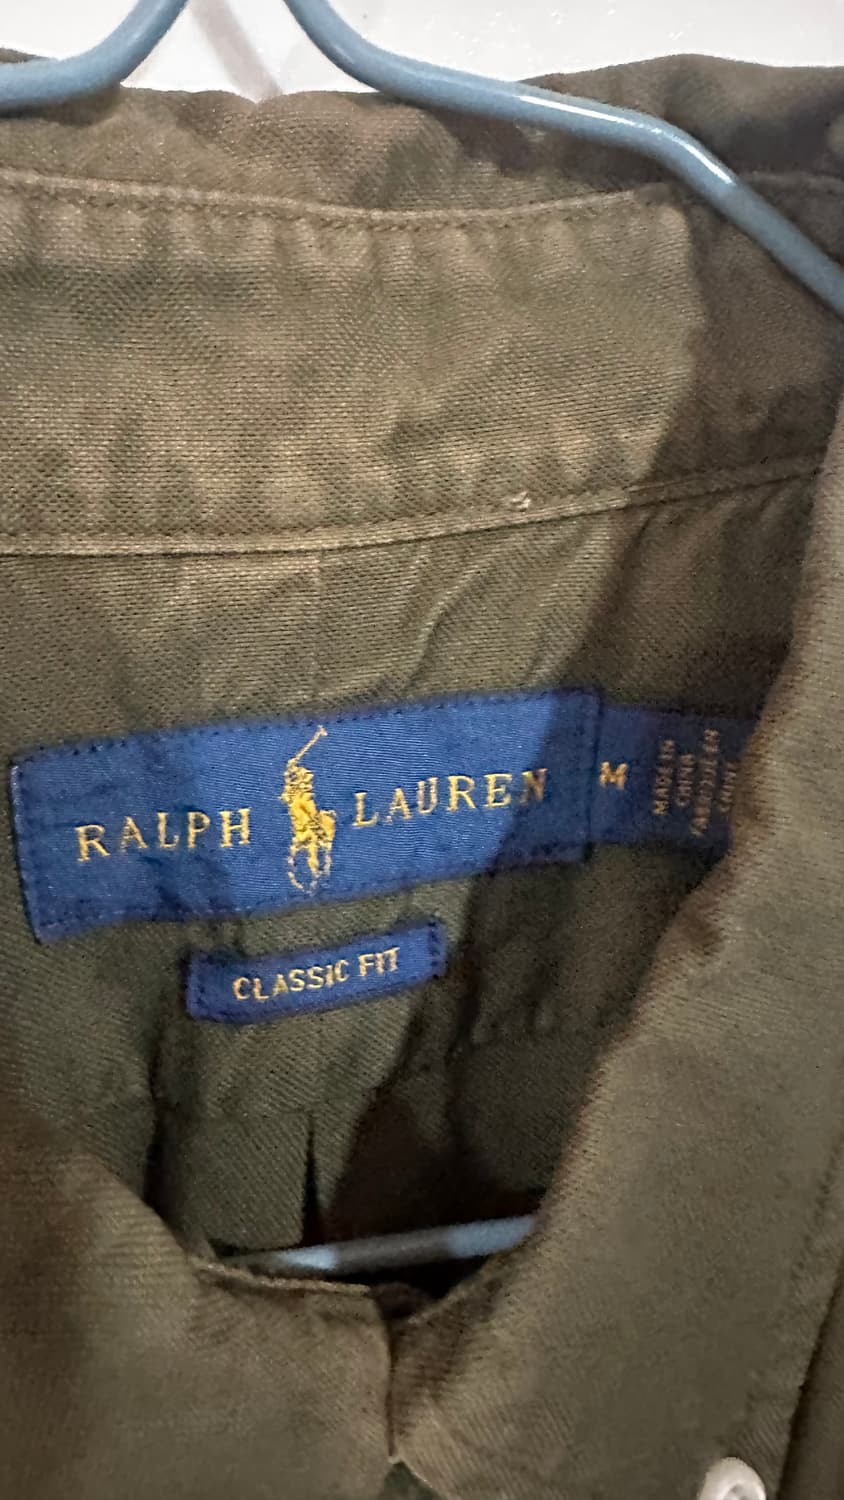 RALPH LAUREN
M
MADE IN
CHINA
CLASSIC FIT